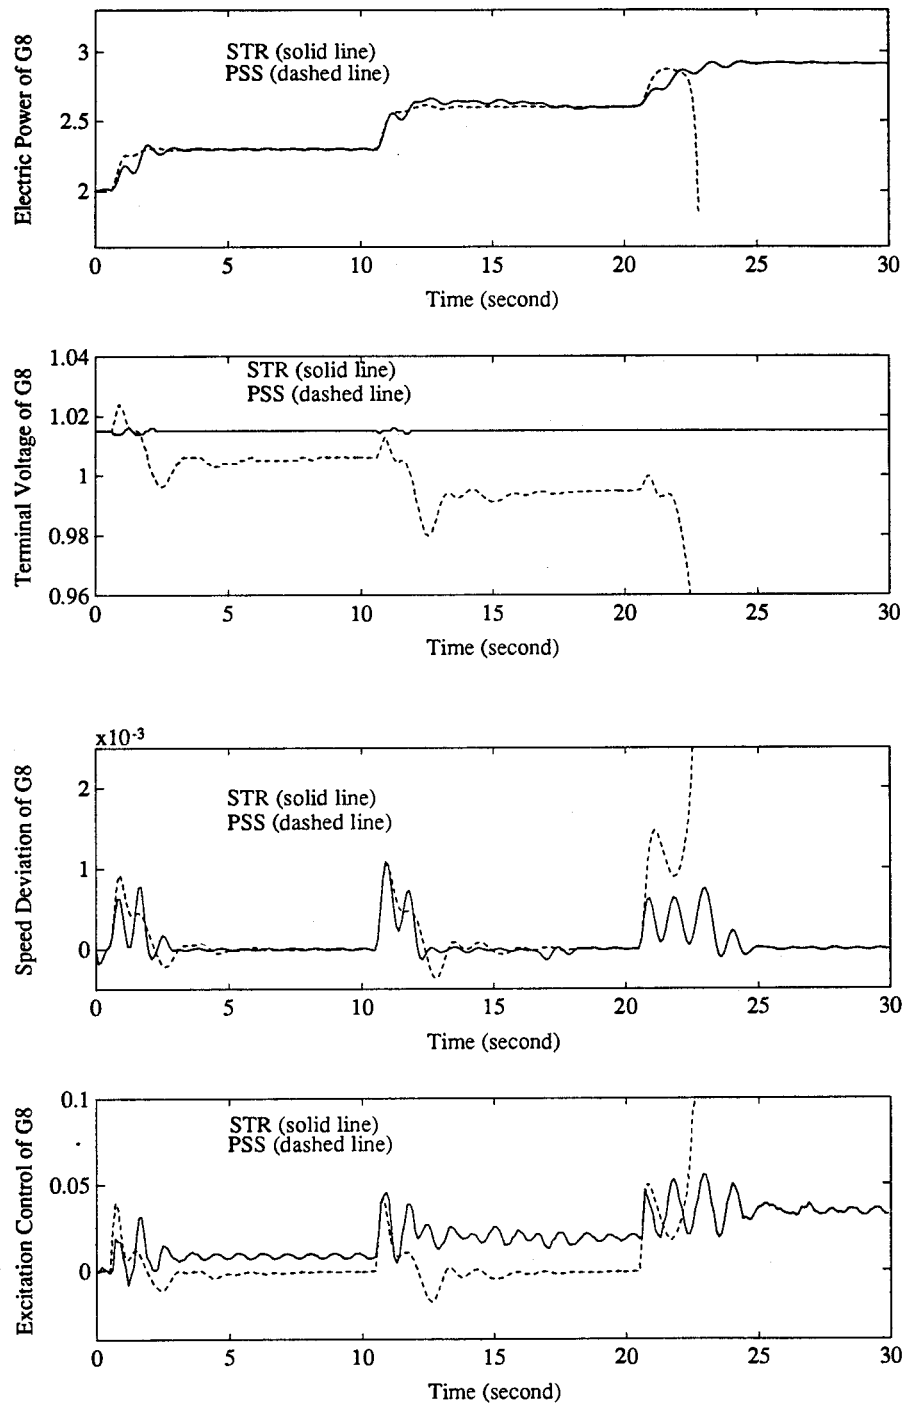 Electric Power of G8
STR (solid line)
PSS (dashed line)
3
2.5
2
0 5 10 15 20 25 30
Time (second)
Terminal Voltage of G8
1.04
STR (solid line)
PSS (dashed line)
1.02
1
0.98
0.96
0 5 10 15 20 25 30
Time (second)
Speed Deviation of G8
x10-3
2
STR (solid line)
PSS (dashed line)
1
0
0 5 10 15 20 25 30
Time (second)
Excitation Control of G8
0.1
STR (solid line)
PSS (dashed line)
0.05
0
0 5 10 15 20 25 30
Time (second)